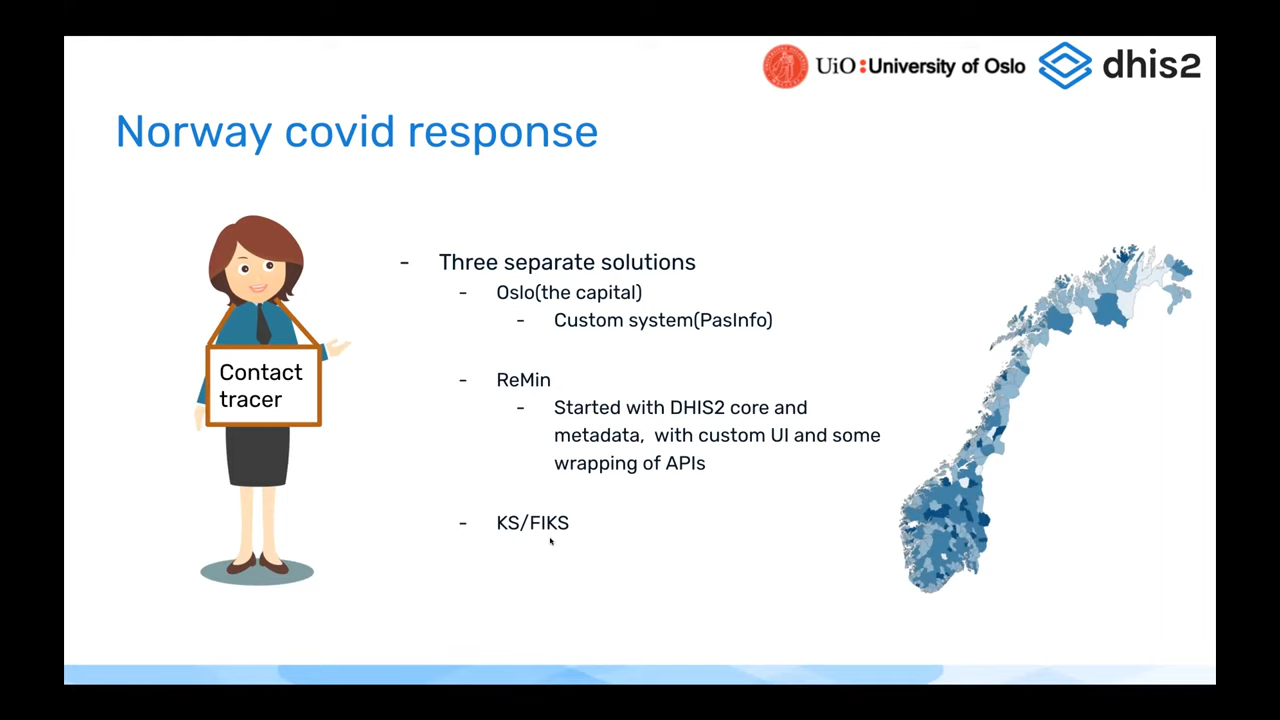 UiO:University of Oslo
dhis2
Norway covid response
Contact
tracer
- Three separate solutions
- Oslo(the capital)
- Custom system(PasInfo)
- ReMin
- Started with DHIS2 core and
metadata, with custom UI and some
wrapping of APIs
- KS/FIKS